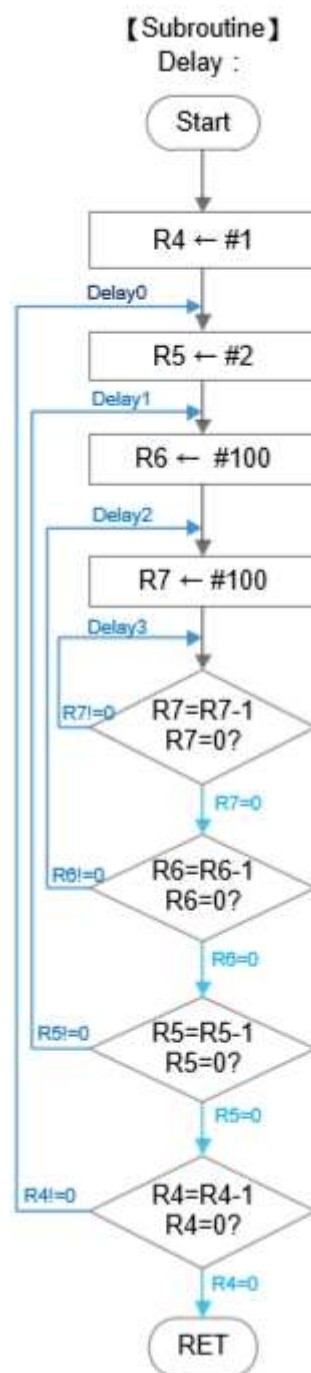 【Subroutine】
Delay :
Start
R4 ← #1
Delay0
R5 ← #2
Delay1
R6 ← #100
Delay2
R7 ← #100
Delay3
R7=R7-1
R7=0?
R7!=0
R7=0
R6=R6-1
R6=0?
R6!=0
R6=0
R5=R5-1
R5=0?
R5!=0
R5=0
R4=R4-1
R4=0?
R4!=0
R4=0
RET